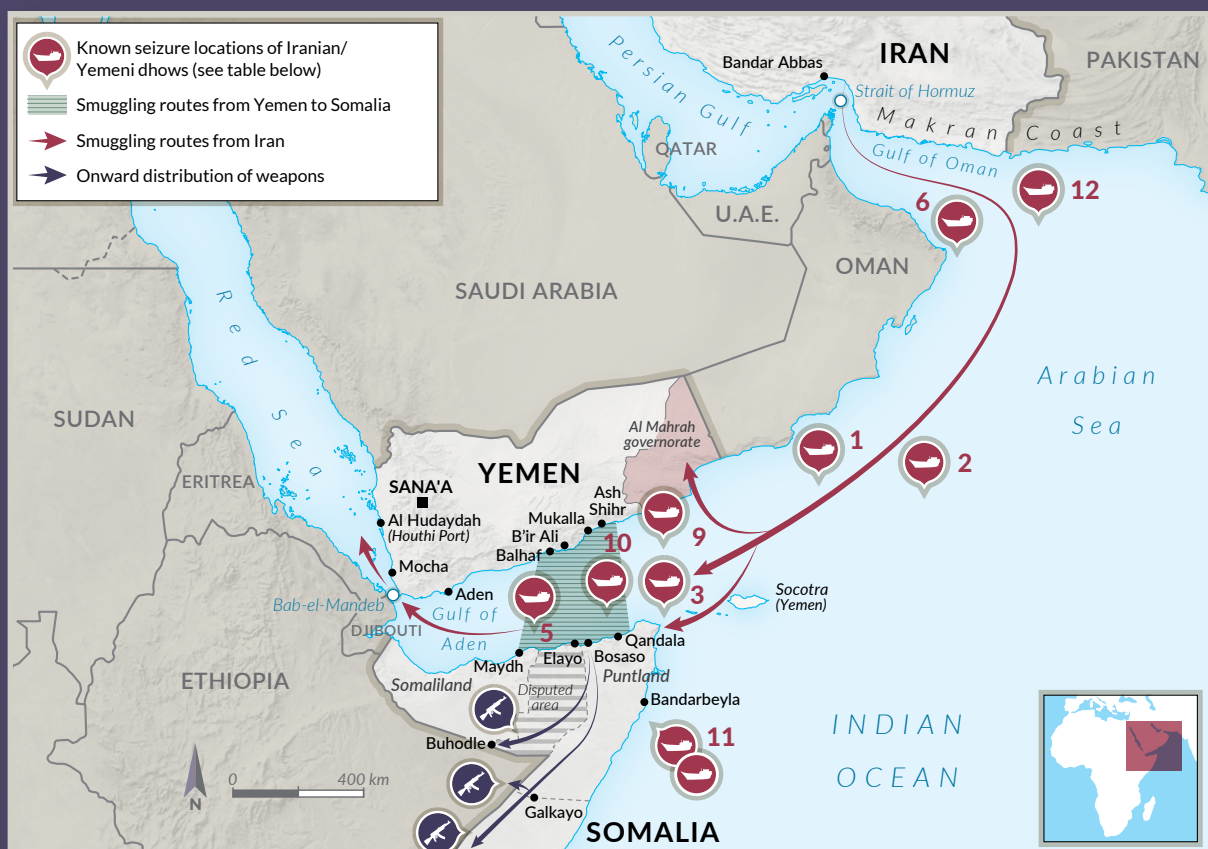 Known seizure locations of Iranian/
Yemeni dhows (see table below)
Smuggling routes from Yemen to Somalia
Smuggling routes from Iran
Onward distribution of weapons
IRAN
PAKISTAN
Bandar Abbas
Strait of Hormuz
Persian Gulf
Makran Coast
QATAR
Gulf of Oman
12
6
U.A.E.
OMAN
SAUDI ARABIA
Red Sea
Arabian
Sea
SUDAN
Al Mahrah
governorate
1
2
YEMEN
ERITREA
SANA'A
Ash
Shihr
Al Hudaydah
(Houthi Port)
Mukalla
B'ir Ali
Balhaf
10
9
Mocha
3
Socotra
(Yemen)
Aden
Bab-el-Mandeb
Gulf of
Aden
DJIBOUTI
5
Qandala
Maydh
Elayo
Bosaso
Puntland
ETHIOPIA
Somaliland
Disputed
area
Bandarbeyla
INDIAN
OCEAN
11
Buhodle
0
400 km
N
Galkayo
SOMALIA